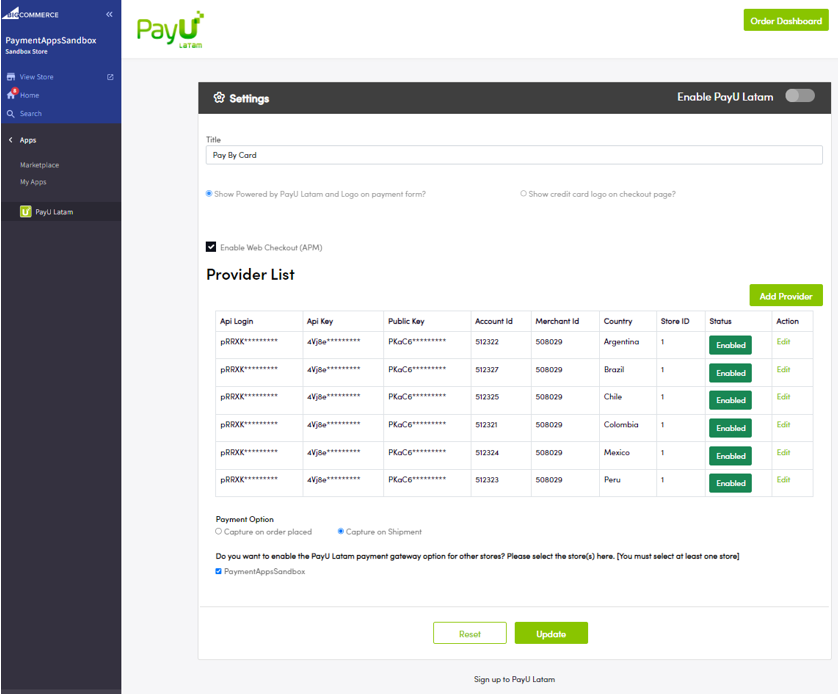 BIGCOMMERCE «
PaymentAppsSandbox
Sandbox Store
View Store
8
Home
Search
Apps
Marketplace
My Apps
U PayU Latam
PayU
LATAM
Order Dashboard
Settings Enable PayU Latam
Title
Pay By Card
Show Powered by PayU Latam and Logo on payment form? Show credit card logo on checkout page?
Enable Web Checkout (APM)
Provider List
Add Provider
Api Login Api Key Public Key Account Id Merchant Id Country Store ID Status Action
pRRXK********* 4Vj8e********* PKaC6********* 512322 508029 Argentina 1 Enabled Edit
pRRXK********* 4Vj8e********* PKaC6********* 512327 508029 Brazil 1 Enabled Edit
pRRXK********* 4Vj8e********* PKaC6********* 512325 508029 Chile 1 Enabled Edit
pRRXK********* 4Vj8e********* PKaC6********* 512321 508029 Colombia 1 Enabled Edit
pRRXK********* 4Vj8e********* PKaC6********* 512324 508029 Mexico 1 Enabled Edit
pRRXK********* 4Vj8e********* PKaC6********* 512323 508029 Peru 1 Enabled Edit
Payment Option
Capture on order placed Capture on Shipment
Do you want to enable the PayU Latam payment gateway option for other stores? Please select the store(s) here. [You must select at least one store]
PaymentAppsSandbox
Reset Update
Sign up to PayU Latam